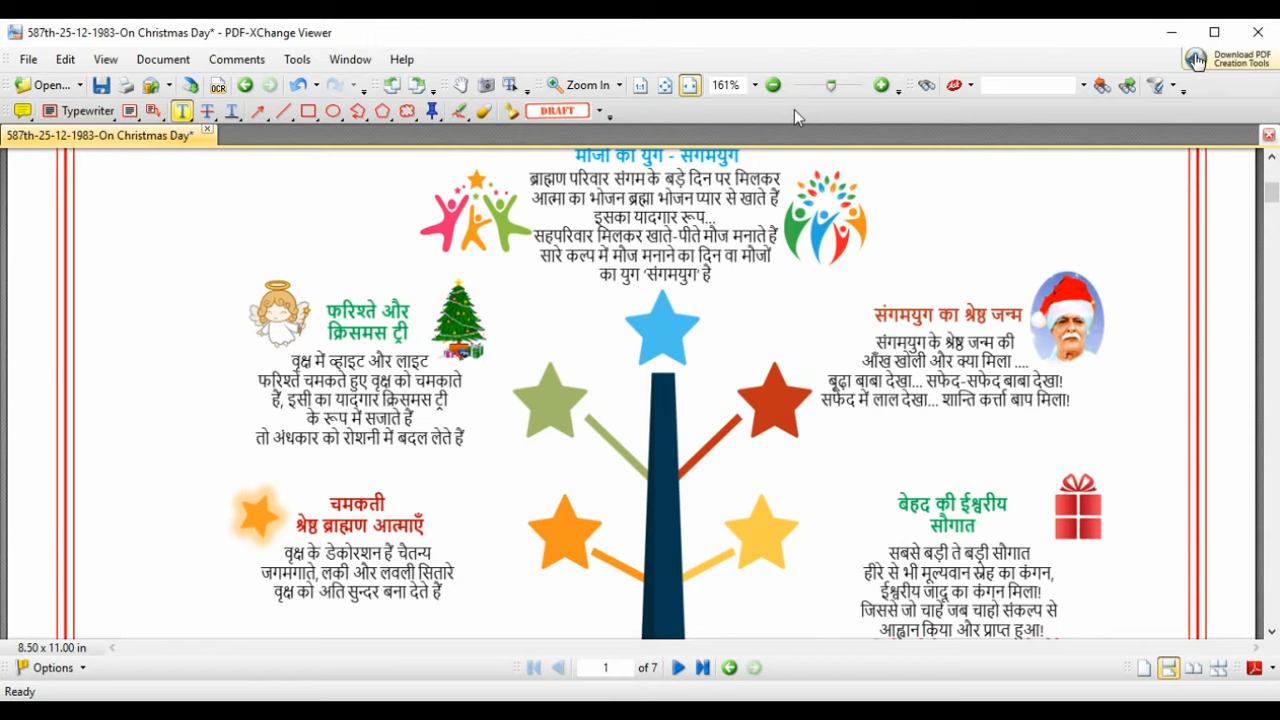 587th-25-12-1983-On Christmas Day* - PDF-XChange Viewer
File Edit View Document Comments Tools Window Help
Download PDF
Creation Tools
Open...
OCR
Zoom In
161%
Typewriter
DRAFT
587th-25-12-1983-On Christmas Day*
मौजों का युग - संगमयुग
ब्राह्मण परिवार संगम के बड़े दिन पर मिलकर
आत्मा का भोजन ब्रह्मा भोजन प्यार से खाते हैं
इसका यादगार रूप...
सहपरिवार मिलकर खाते-पीते मौज मनाते हैं
सारे कल्प में मौज मनाने का दिन वा मौजों
का युग ‘संगमयुग’ है
फरिश्ते और
क्रिसमस ट्री
वृक्ष में व्हाइट और लाइट
फरिश्ते चमकते हुए वृक्ष को चमकाते
हैं, इसी का यादगार क्रिसमस ट्री
के रूप में सजाते हैं
तो अंधकार को रोशनी में बदल लेते हैं
संगमयुग का श्रेष्ठ जन्म
संगमयुग के श्रेष्ठ जन्म की
आँख खोली और क्या मिला ....
बूढ़ा बाबा देखा... सफेद-सफेद बाबा देखा!
सफेद में लाल देखा... शान्ति कर्त्ता बाप मिला!
चमकती
श्रेष्ठ ब्राह्मण आत्माएँ
वृक्ष के डेकोरशन हैं चैतन्य
जगमगाते, लकी और लवली सितारे
वृक्ष को अति सुन्दर बना देते हैं
बेहद की ईश्वरीय
सौगात
सबसे बड़ी ते बड़ी सौगात
हीरे से भी मूल्यवान स्नेह का कंगन,
ईश्वरीय जादू का कंगन मिला!
जिससे जो चाहें जब चाहो संकल्प से
आह्वान किया और प्राप्त हुआ!
8.50 x 11.00 in
Options
1 of 7
Ready